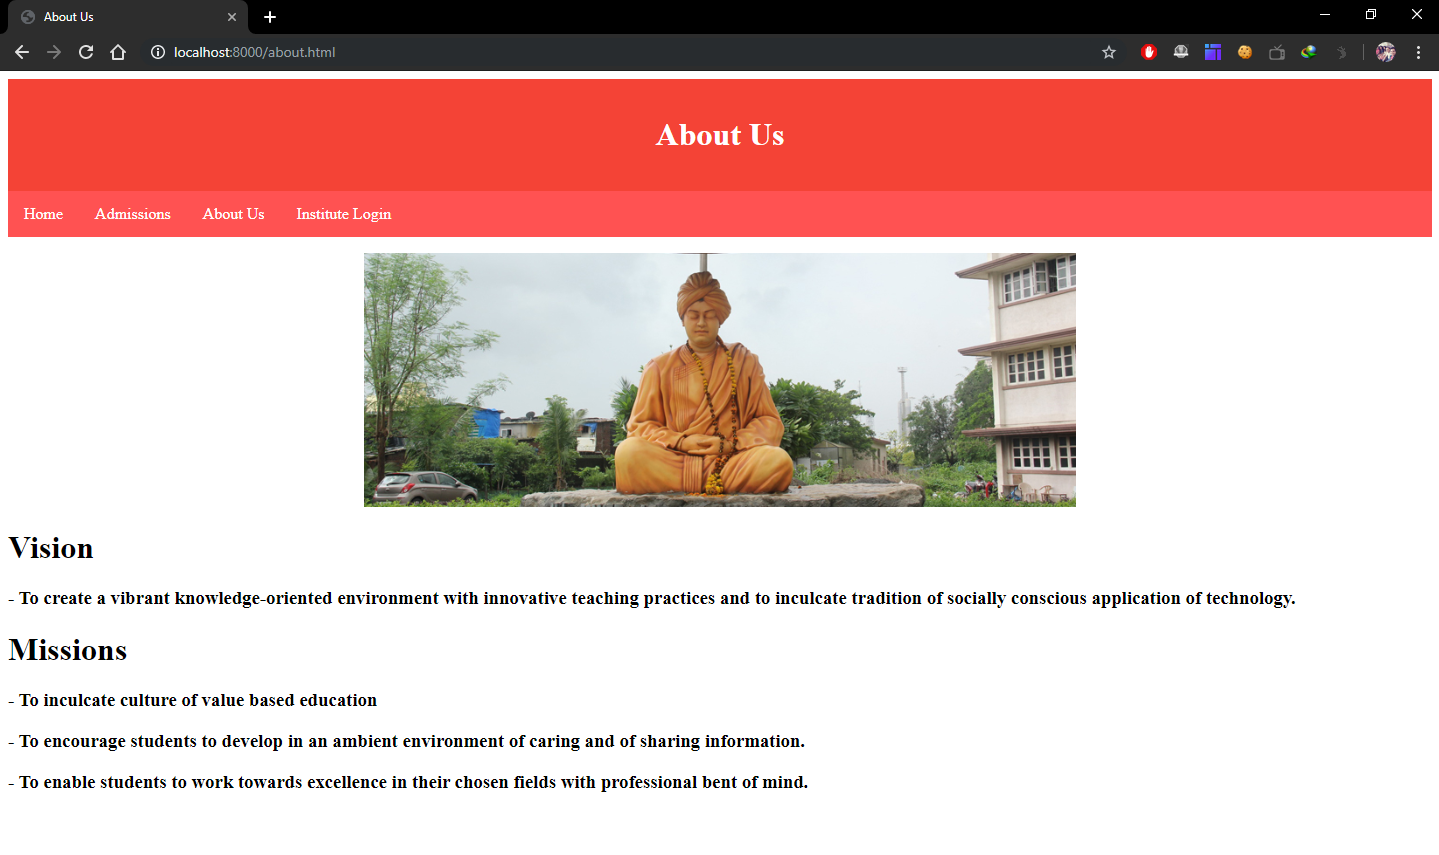 About Us
localhost:8000/about.html
About Us
Home Admissions About Us Institute Login
Vision
- To create a vibrant knowledge-oriented environment with innovative teaching practices and to inculcate tradition of socially conscious application of technology.
Missions
- To inculcate culture of value based education
- To encourage students to develop in an ambient environment of caring and of sharing information.
- To enable students to work towards excellence in their chosen fields with professional bent of mind.